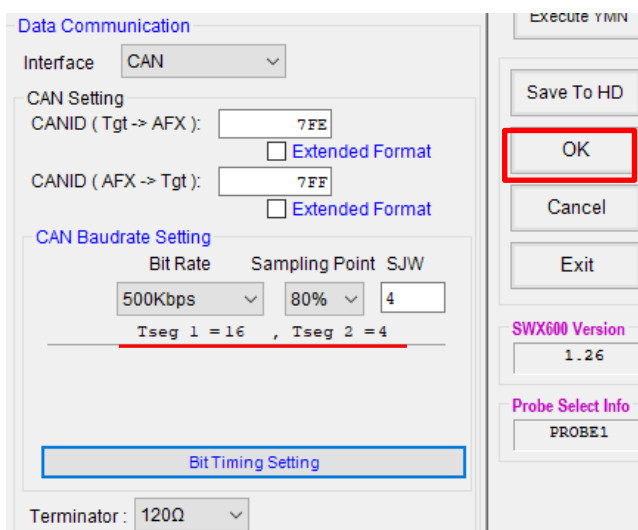 Data Communication
Interface CAN
CAN Setting
CANID ( Tgt -> AFX ): 7FE
Extended Format
CANID ( AFX -> Tgt ): 7FF
Extended Format
CAN Baudrate Setting
Bit Rate Sampling Point SJW
500Kbps 80% 4
Tseg 1 =16 , Tseg 2 =4
Bit Timing Setting
Terminator : 120Ω
Execute YMN
Save To HD
OK
Cancel
Exit
SWX600 Version
1.26
Probe Select Info
PROBE1